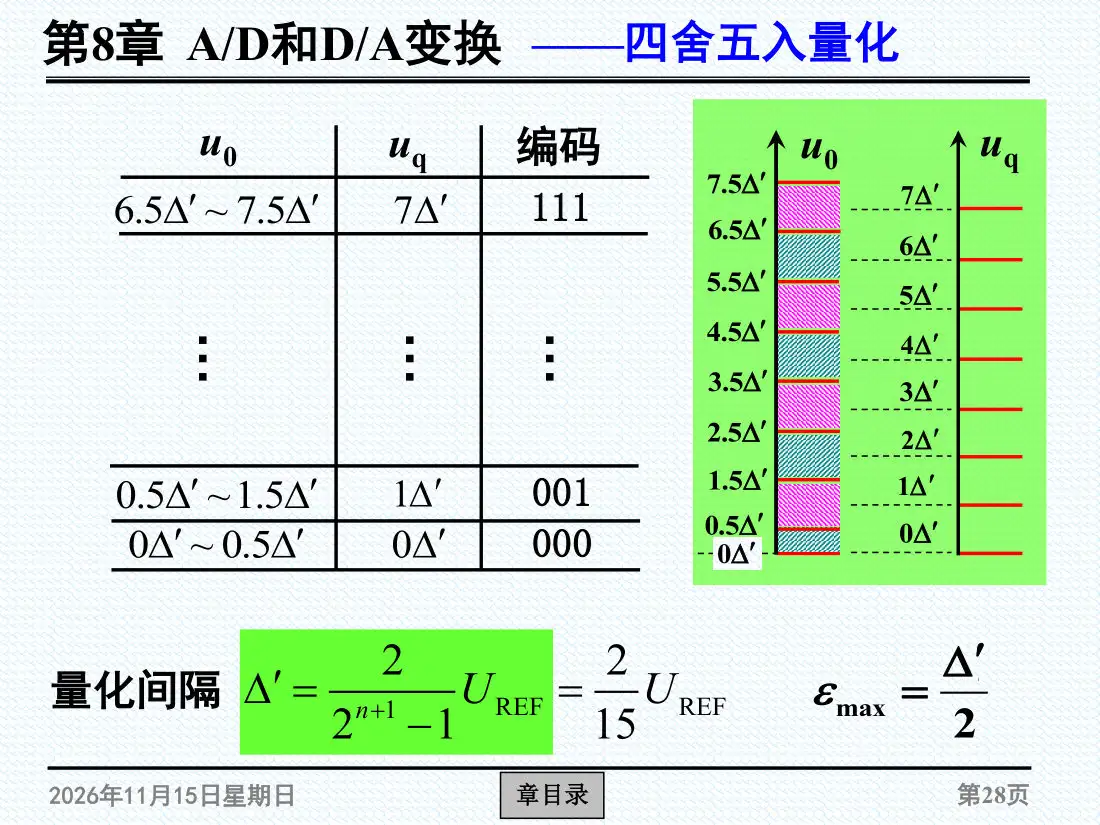 第8章 A/D和D/A变换 ——四舍五入量化
u0 uq 编码
6.5Δ′ ~ 7.5Δ′ 7Δ′ 111
⋮ ⋮ ⋮
0.5Δ′ ~ 1.5Δ′ 1Δ′ 001
0Δ′ ~ 0.5Δ′ 0Δ′ 000
u0
7.5Δ′
6.5Δ′
5.5Δ′
4.5Δ′
3.5Δ′
2.5Δ′
1.5Δ′
0.5Δ′
0Δ′
uq
7Δ′
6Δ′
5Δ′
4Δ′
3Δ′
2Δ′
1Δ′
0Δ′
量化间隔 Δ′ = 2/(2^(n+1) − 1) U_REF = 2/15 U_REF ε_max = Δ′/2
2026年11月15日星期日 章目录 第28页